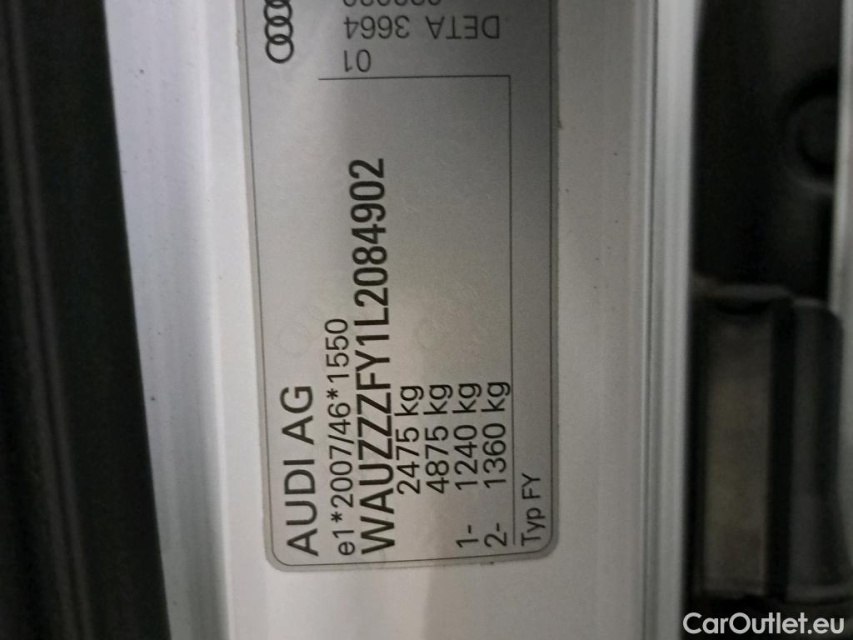 AUDI AG
e1*2007/46*1550
WAUZZZFY1L2084902
2475 kg
4875 kg
1- 1240 kg
2- 1360 kg
Typ FY
01
DETA 3664
CarOutlet.eu